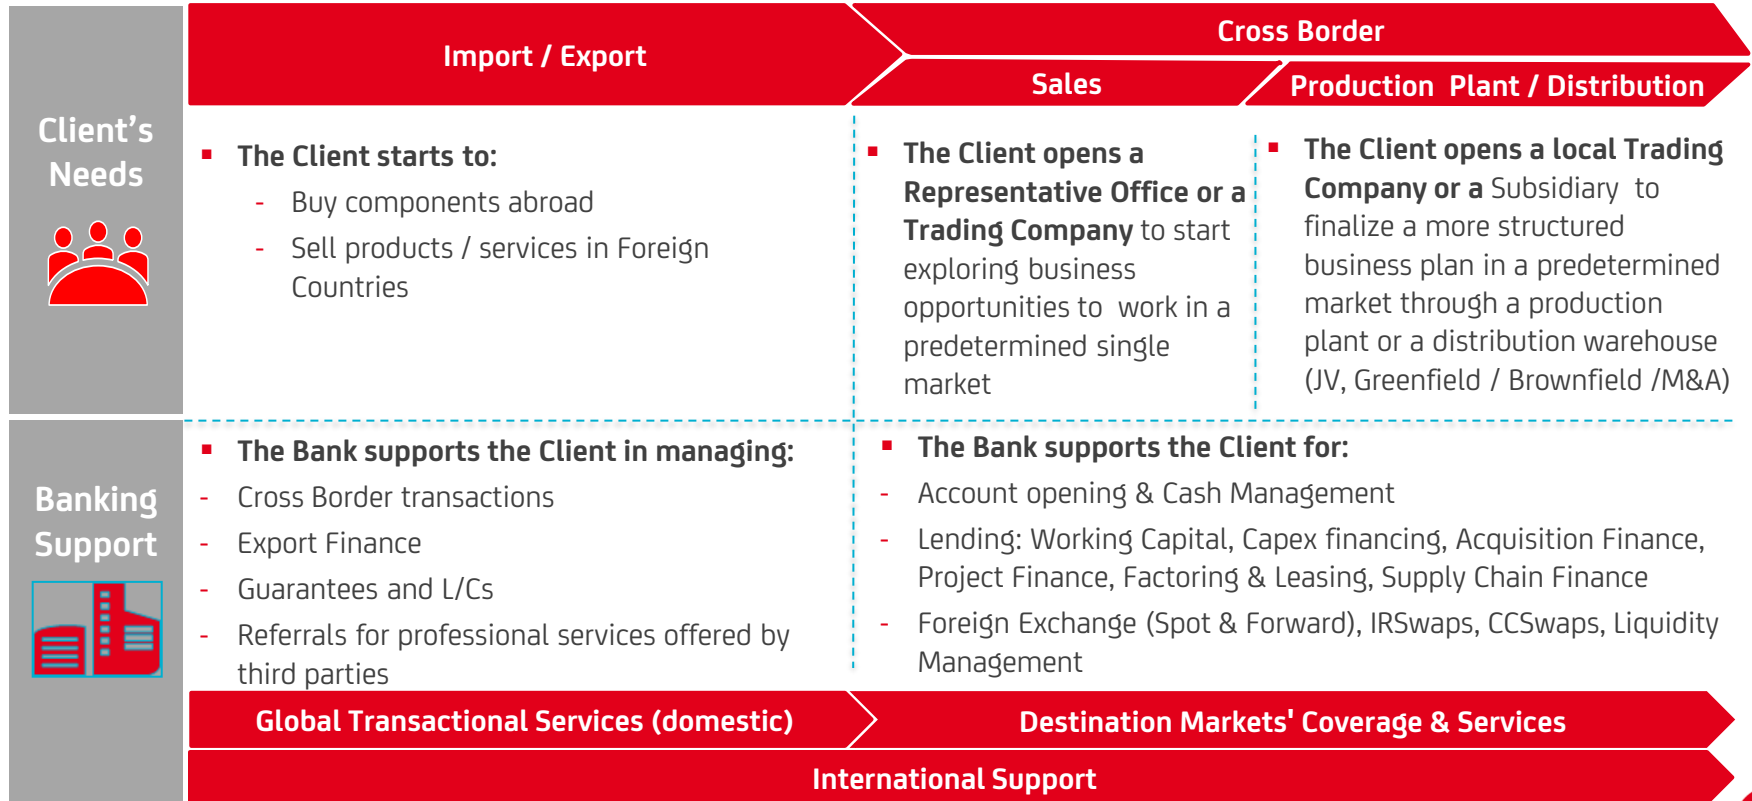 Import / Export
Cross Border
Sales
Production Plant / Distribution
Client's
Needs
▪ The Client starts to:
- Buy components abroad
- Sell products / services in Foreign
Countries
▪ The Client opens a
Representative Office or a
Trading Company to start
exploring business
opportunities to work in a
predetermined single
market
▪ The Client opens a local Trading
Company or a Subsidiary to
finalize a more structured
business plan in a predetermined
market through a production
plant or a distribution warehouse
(JV, Greenfield / Brownfield /M&A)
Banking
Support
▪ The Bank supports the Client in managing:
- Cross Border transactions
- Export Finance
- Guarantees and L/Cs
- Referrals for professional services offered by
third parties
▪ The Bank supports the Client for:
- Account opening & Cash Management
- Lending: Working Capital, Capex financing, Acquisition Finance,
Project Finance, Factoring & Leasing, Supply Chain Finance
- Foreign Exchange (Spot & Forward), IRSwaps, CCSwaps, Liquidity
Management
Global Transactional Services (domestic)
Destination Markets' Coverage & Services
International Support